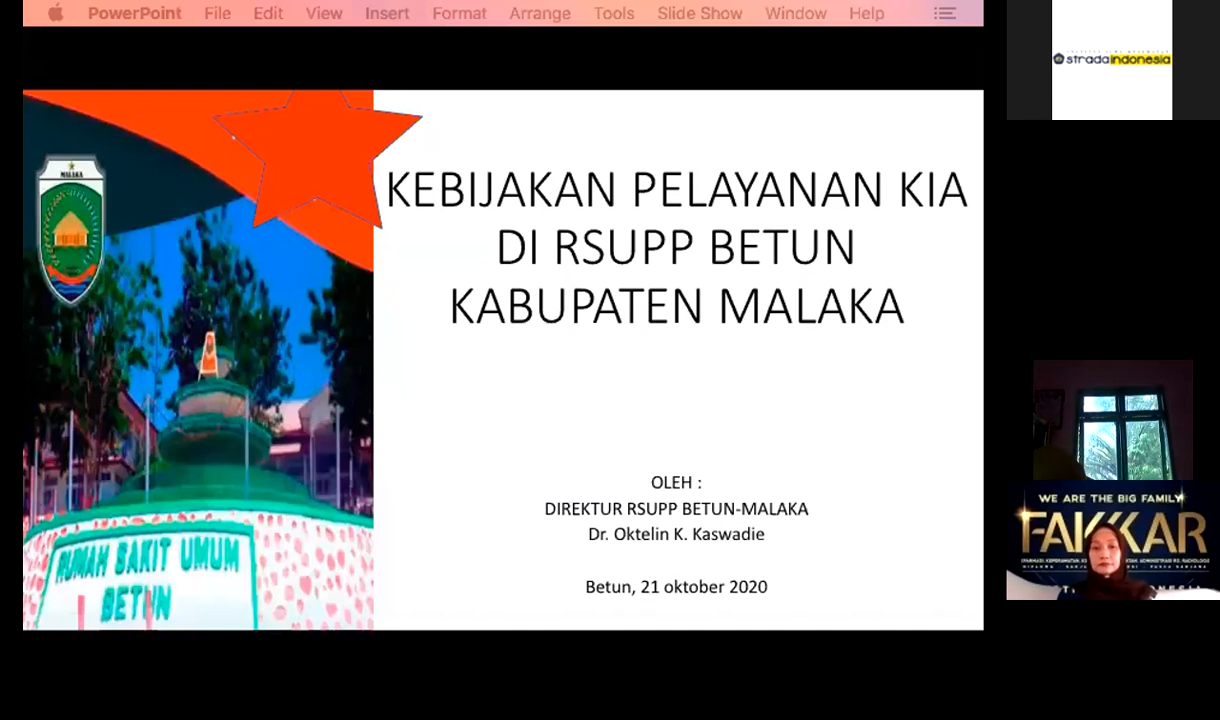 PowerPoint File Edit View Insert Format Arrange Tools Slide Show Window Help
stradaindonesia
MALAKA
KEBIJAKAN PELAYANAN KIA
DI RSUPP BETUN
KABUPATEN MALAKA
OLEH :
DIREKTUR RSUPP BETUN-MALAKA
Dr. Oktelin K. Kaswadie
Betun, 21 oktober 2020
RUMAH SAKIT UMUM
BETUN
WE ARE THE BIG FAMILY
FAKKAR